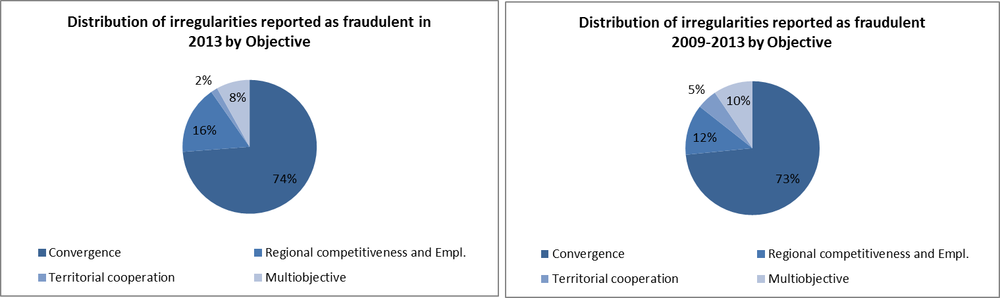 Distribution of irregularities reported as fraudulent in
2013 by Objective
2%
8%
16%
74%
Convergence
Regional competitiveness and Empl.
Territorial cooperation
Multiobjective
Distribution of irregularities reported as fraudulent
2009-2013 by Objective
5%
10%
12%
73%
Convergence
Regional competitiveness and Empl.
Territorial cooperation
Multiobjective